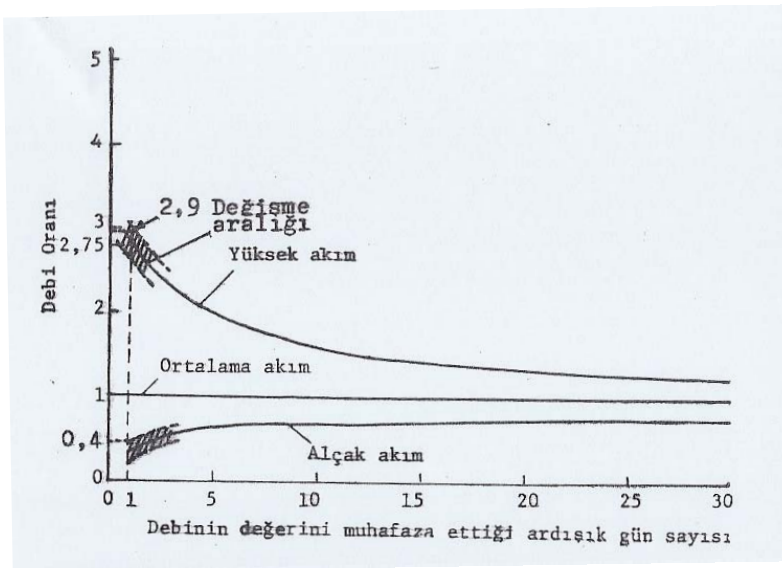 5
4
3
2,9 Değişme
aralığı
2,75
Yüksek akım
Debi Oranı
2
Ortalama akım
1
0,4
Alçak akım
0
0 1 5 10 15 20 25 30
Debinin değerini muhafaza ettiği ardışık gün sayısı